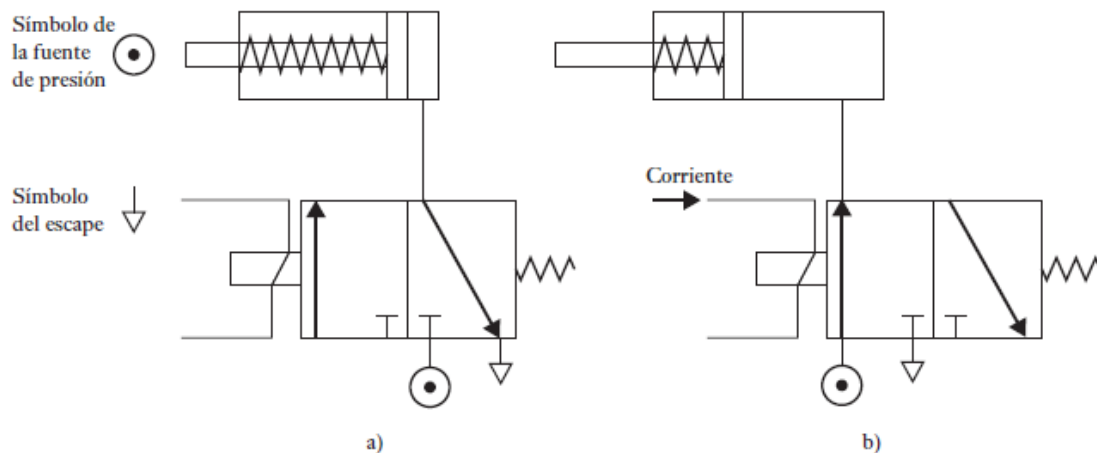 Símbolo de
la fuente
de presión
Símbolo
del escape
Corriente
a)
b)